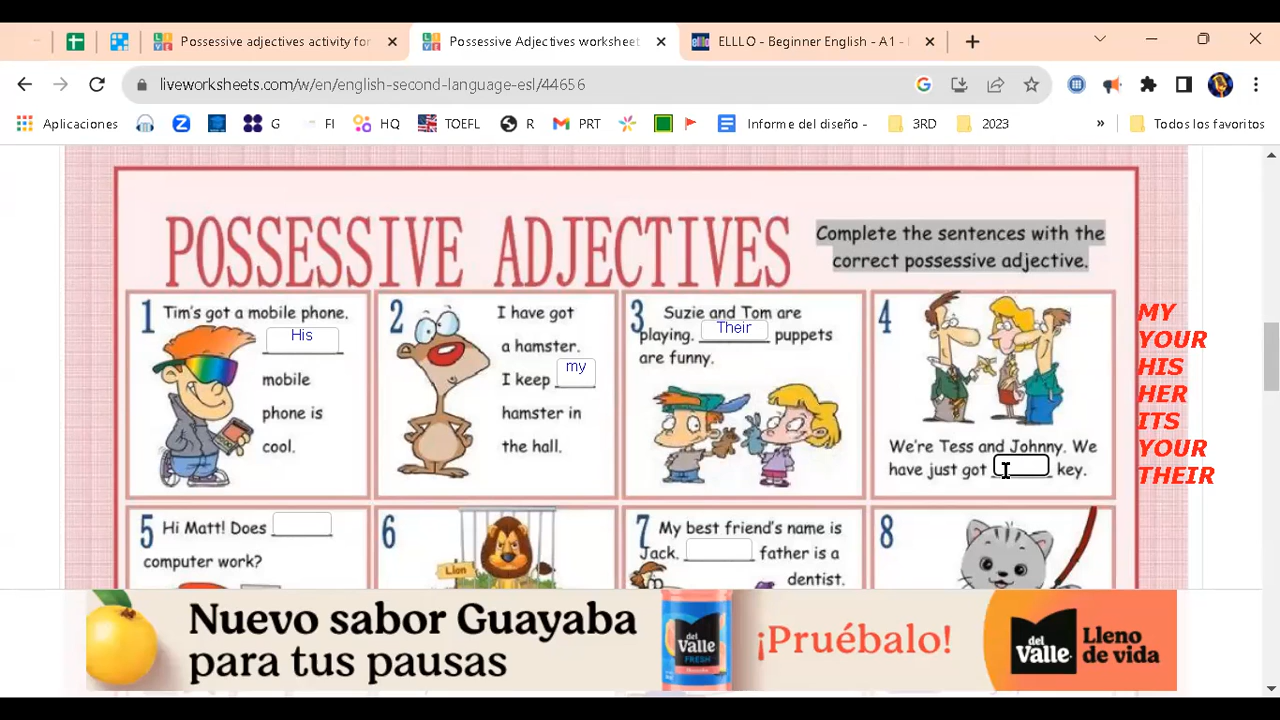 Possessive adjectives activity for
Possessive Adjectives worksheet
ELLLO - Beginner English - A1 -
liveworksheets.com/w/en/english-second-language-esl/44656
Aplicaciones
G
FI
HQ
TOEFL
R
PRT
Informe del diseño -
3RD
2023
»
Todos los favoritos
POSSESSIVE ADJECTIVES
Complete the sentences with the
correct possessive adjective.
1 Tim's got a mobile phone.
His
mobile
phone is
cool.
2 I have got
a hamster.
I keep my
hamster in
the hall.
3 Suzie and Tom are
playing. Their puppets
are funny.
4
We're Tess and Johnny. We
have just got key.
MY
YOUR
HIS
HER
ITS
YOUR
THEIR
5 Hi Matt! Does
computer work?
6
Lion
7 My best friend's name is
Jack. father is a
dentist.
8
Nuevo sabor Guayaba
para tus pausas
del
Valle
FRESH
¡Pruébalo!
del
Valle
Lleno
de vida